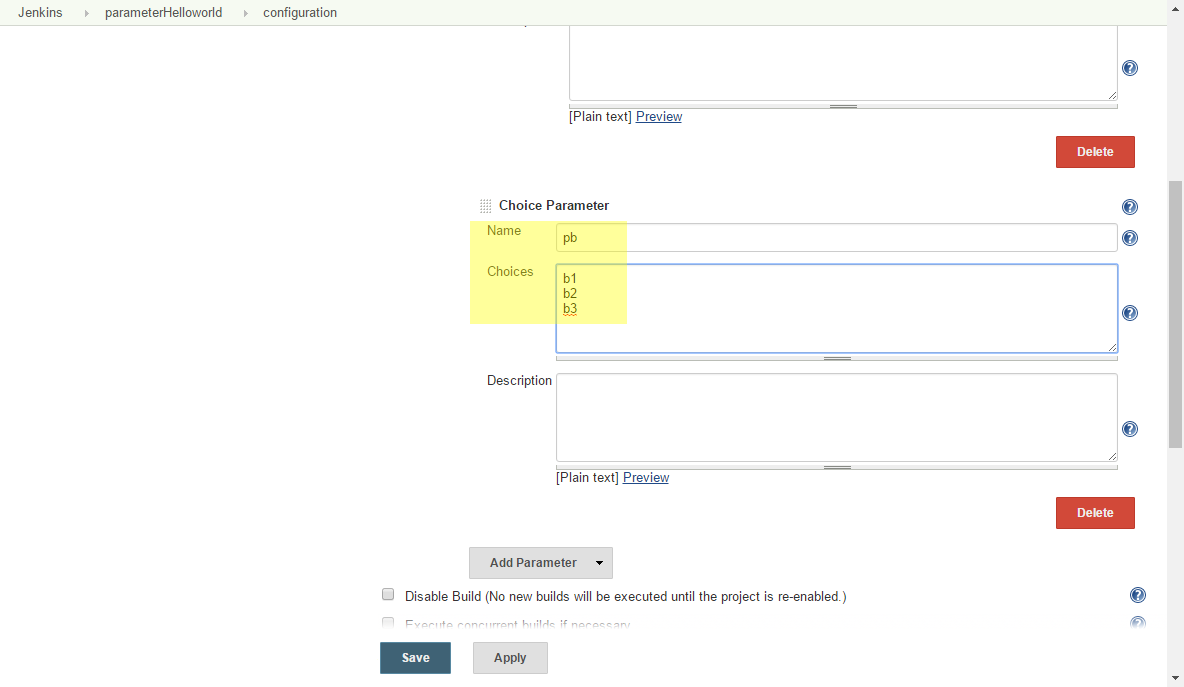 Jenkins parameterHelloworld configuration
[Plain text] Preview
Delete
Choice Parameter
Name pb
Choices b1
b2
b3
Description
[Plain text] Preview
Delete
Add Parameter
Disable Build (No new builds will be executed until the project is re-enabled.)
Execute concurrent builds if necessary
Save Apply